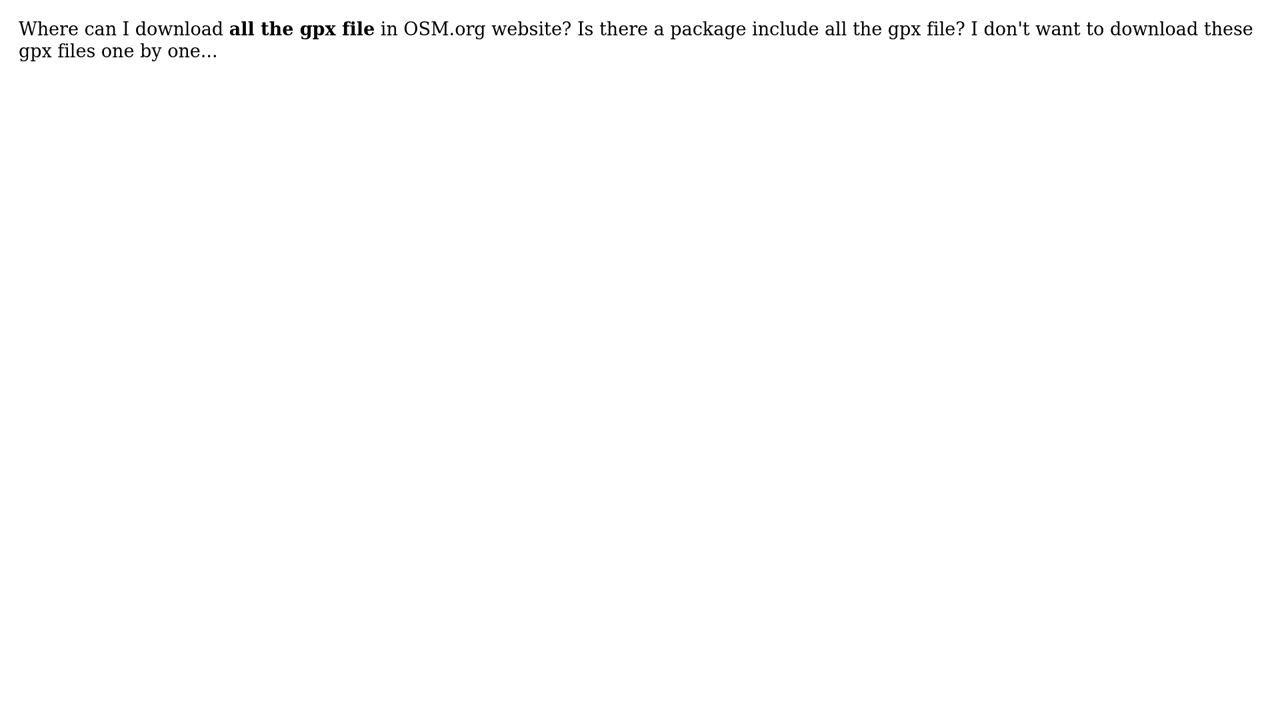 Where can I download all the gpx file in OSM.org website? Is there a package include all the gpx file? I don't want to download these
gpx files one by one...